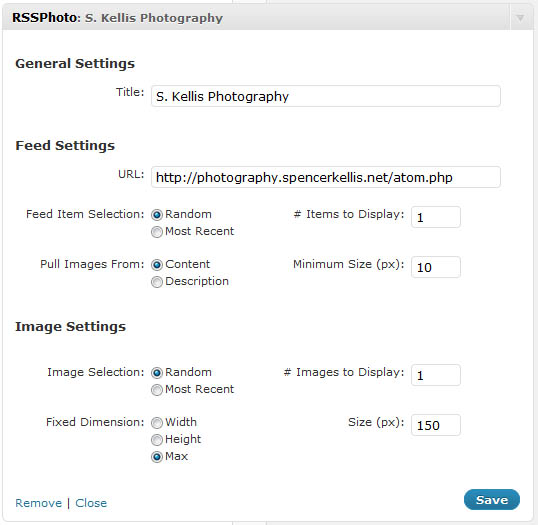 RSSPhoto: S. Kellis Photography
General Settings
Title: S. Kellis Photography
Feed Settings
URL: http://photography.spencerkellis.net/atom.php
Feed Item Selection: Random # Items to Display: 1
Most Recent
Pull Images From: Content Minimum Size (px): 10
Description
Image Settings
Image Selection: Random # Images to Display: 1
Most Recent
Fixed Dimension: Width Size (px): 150
Height
Max
Remove | Close Save